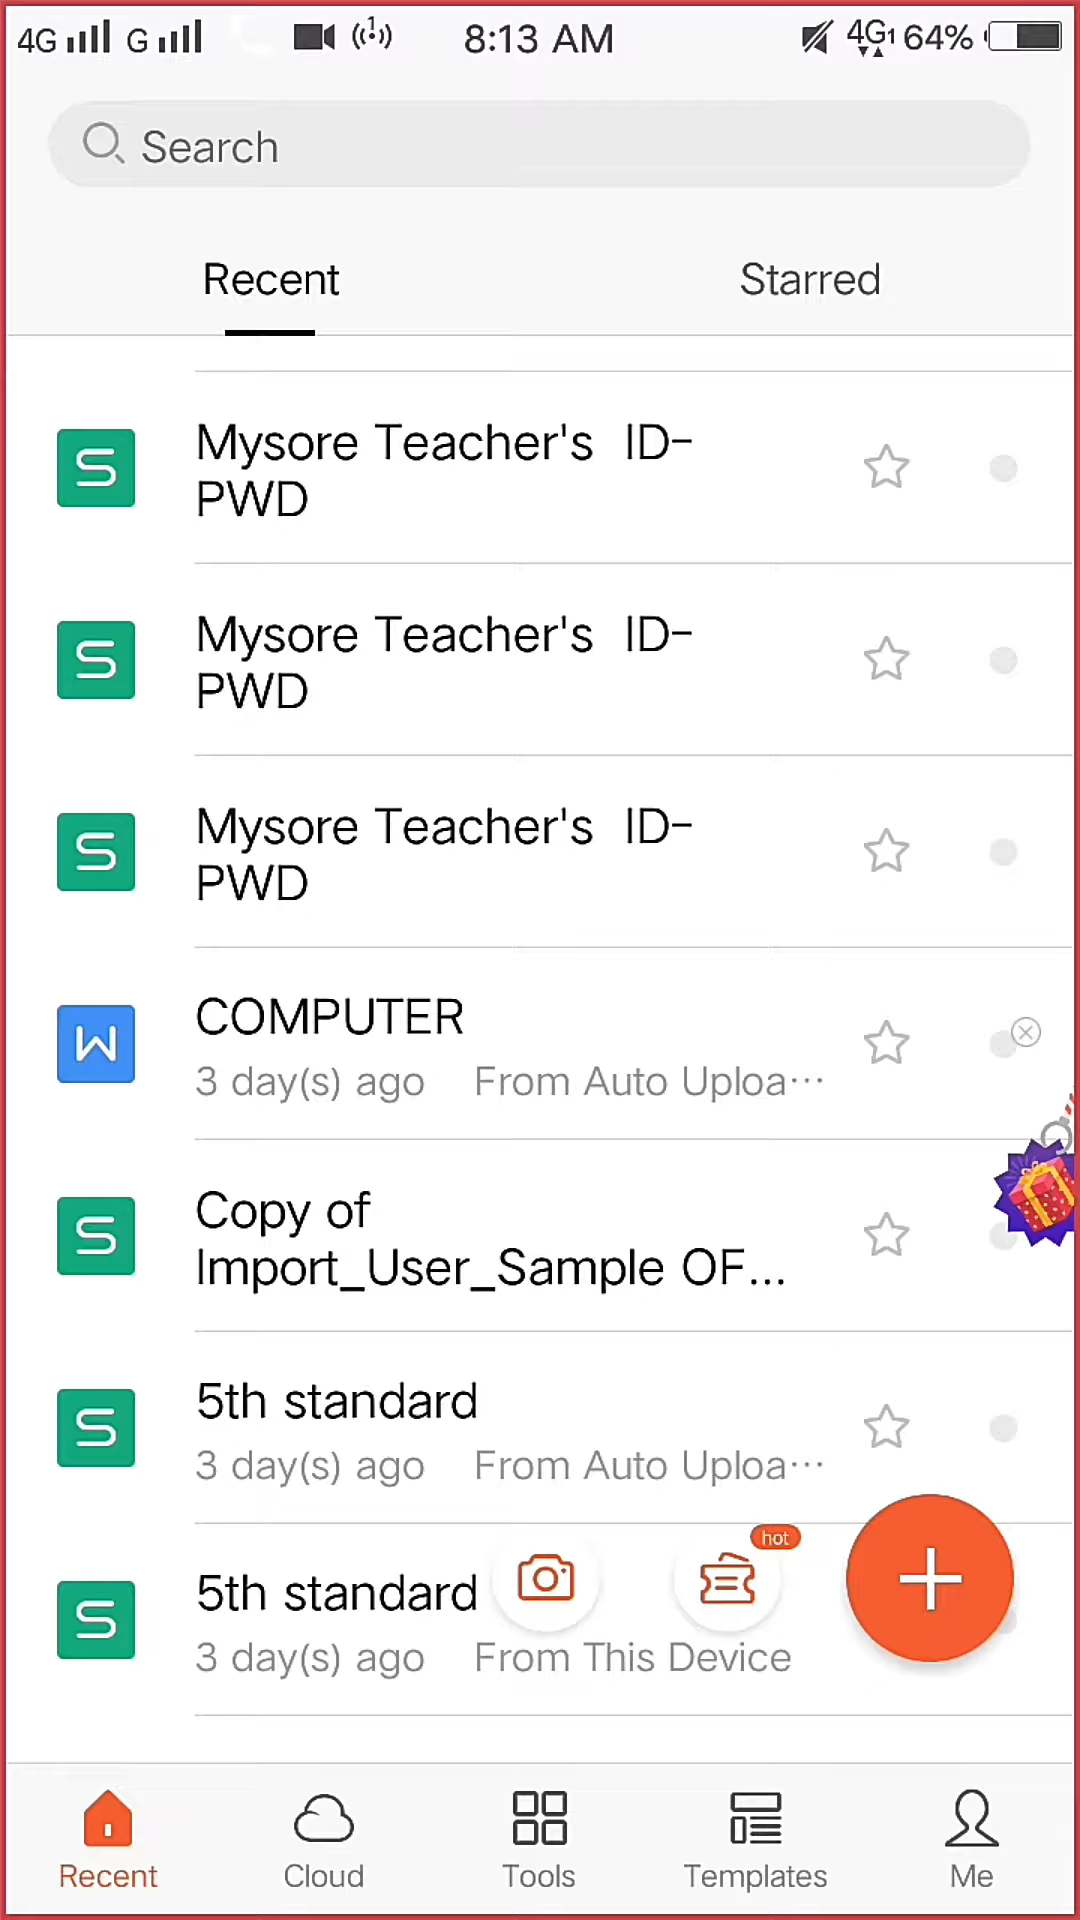 4G G 8:13 AM 4G1 64%
Search
Recent Starred
S Mysore Teacher's ID-
PWD
S Mysore Teacher's ID-
PWD
S Mysore Teacher's ID-
PWD
W COMPUTER
3 day(s) ago From Auto Uploa···
S Copy of
Import_User_Sample OF...
S 5th standard
3 day(s) ago From Auto Uploa···
hot
S 5th standard
3 day(s) ago From This Device
Recent Cloud Tools Templates Me